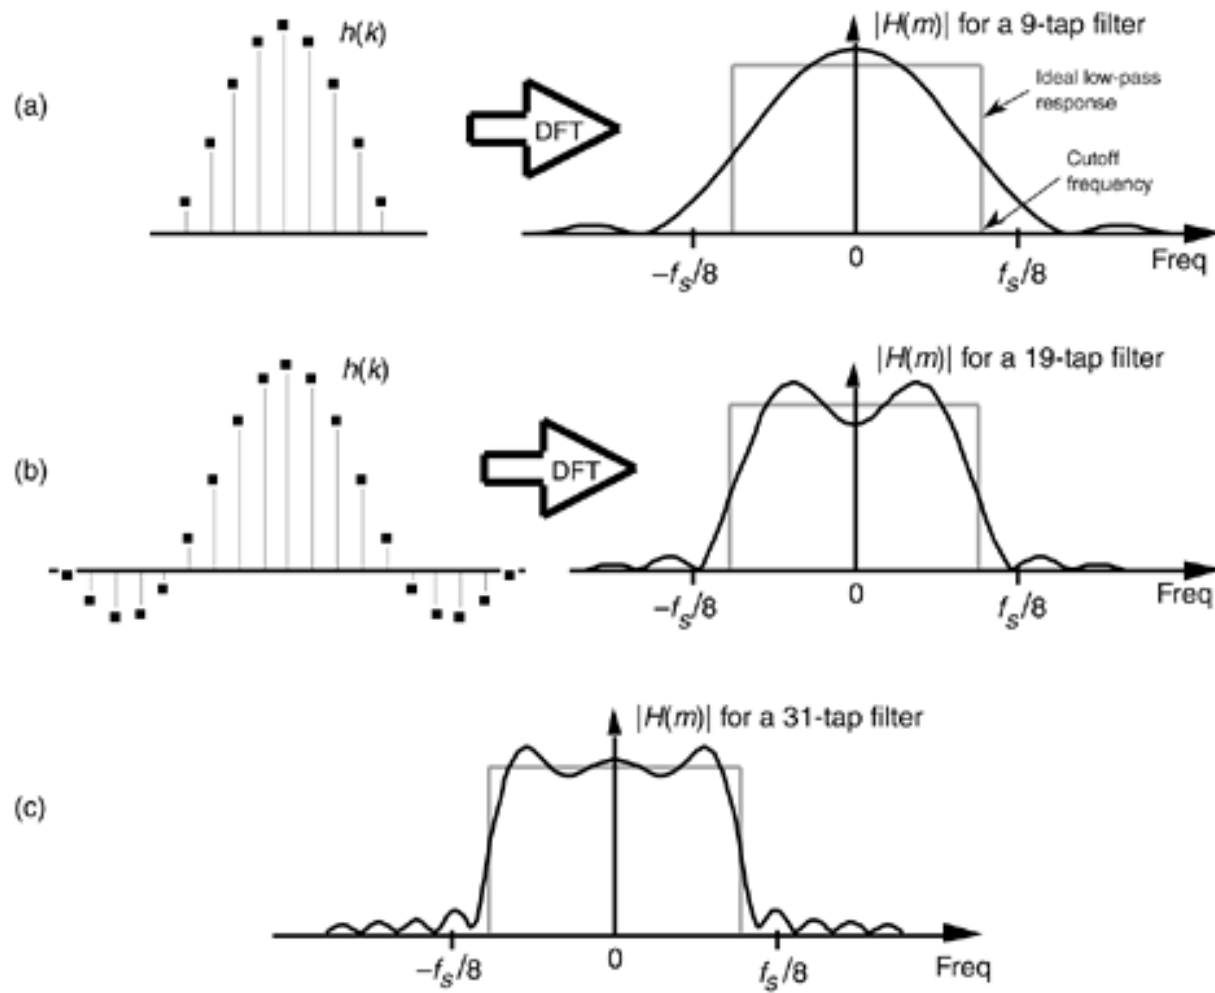 (a)
h(k)
DFT
|H(m)| for a 9-tap filter
Ideal low-pass
response
Cutoff
frequency
−fs/8
0
fs/8
Freq
(b)
h(k)
DFT
|H(m)| for a 19-tap filter
−fs/8
0
fs/8
Freq
(c)
|H(m)| for a 31-tap filter
−fs/8
0
fs/8
Freq